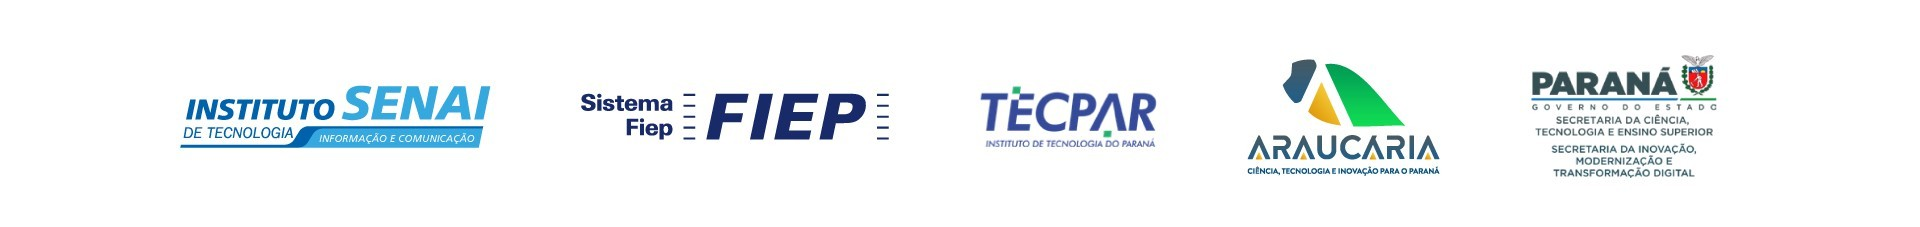 INSTITUTO SENAI
DE TECNOLOGIA
INFORMAÇÃO E COMUNICAÇÃO
Sistema
Fiep
FIEP
TECPAR
INSTITUTO DE TECNOLOGIA DO PARANÁ
ARAUCÁRIA
CIÊNCIA, TECNOLOGIA E INOVAÇÃO PARA O PARANÁ
PARANÁ
GOVERNO DO ESTADO
SECRETARIA DA CIÊNCIA,
TECNOLOGIA E ENSINO SUPERIOR
SECRETARIA DA INOVAÇÃO,
MODERNIZAÇÃO E
TRANSFORMAÇÃO DIGITAL